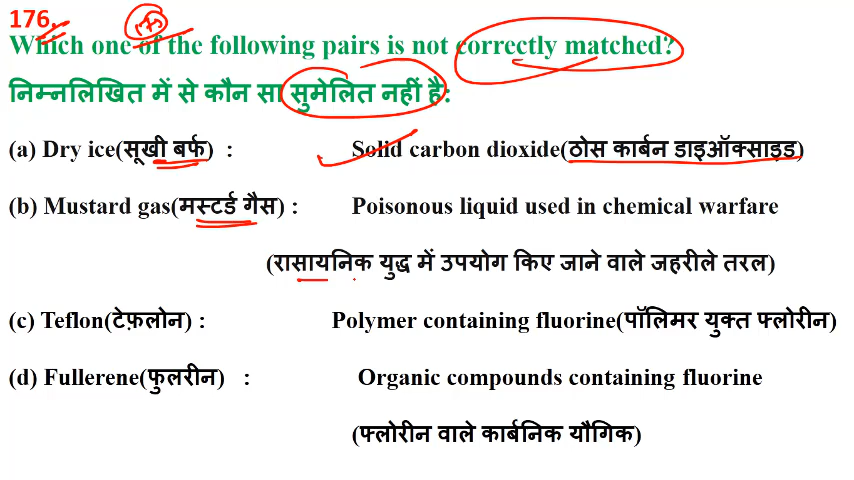 176.
Which one of the following pairs is not correctly matched?
निम्नलिखित में से कौन सा सुमेलित नहीं है:
(a) Dry ice(सूखी बर्फ) : Solid carbon dioxide(ठोस कार्बन डाइऑक्साइड)
(b) Mustard gas(मस्टर्ड गैस) : Poisonous liquid used in chemical warfare
(रासायनिक युद्ध में उपयोग किए जाने वाले जहरीले तरल)
(c) Teflon(टेफ़लोन) : Polymer containing fluorine(पॉलिमर युक्त फ्लोरीन)
(d) Fullerene(फुलरीन) : Organic compounds containing fluorine
(फ्लोरीन वाले कार्बनिक यौगिक)